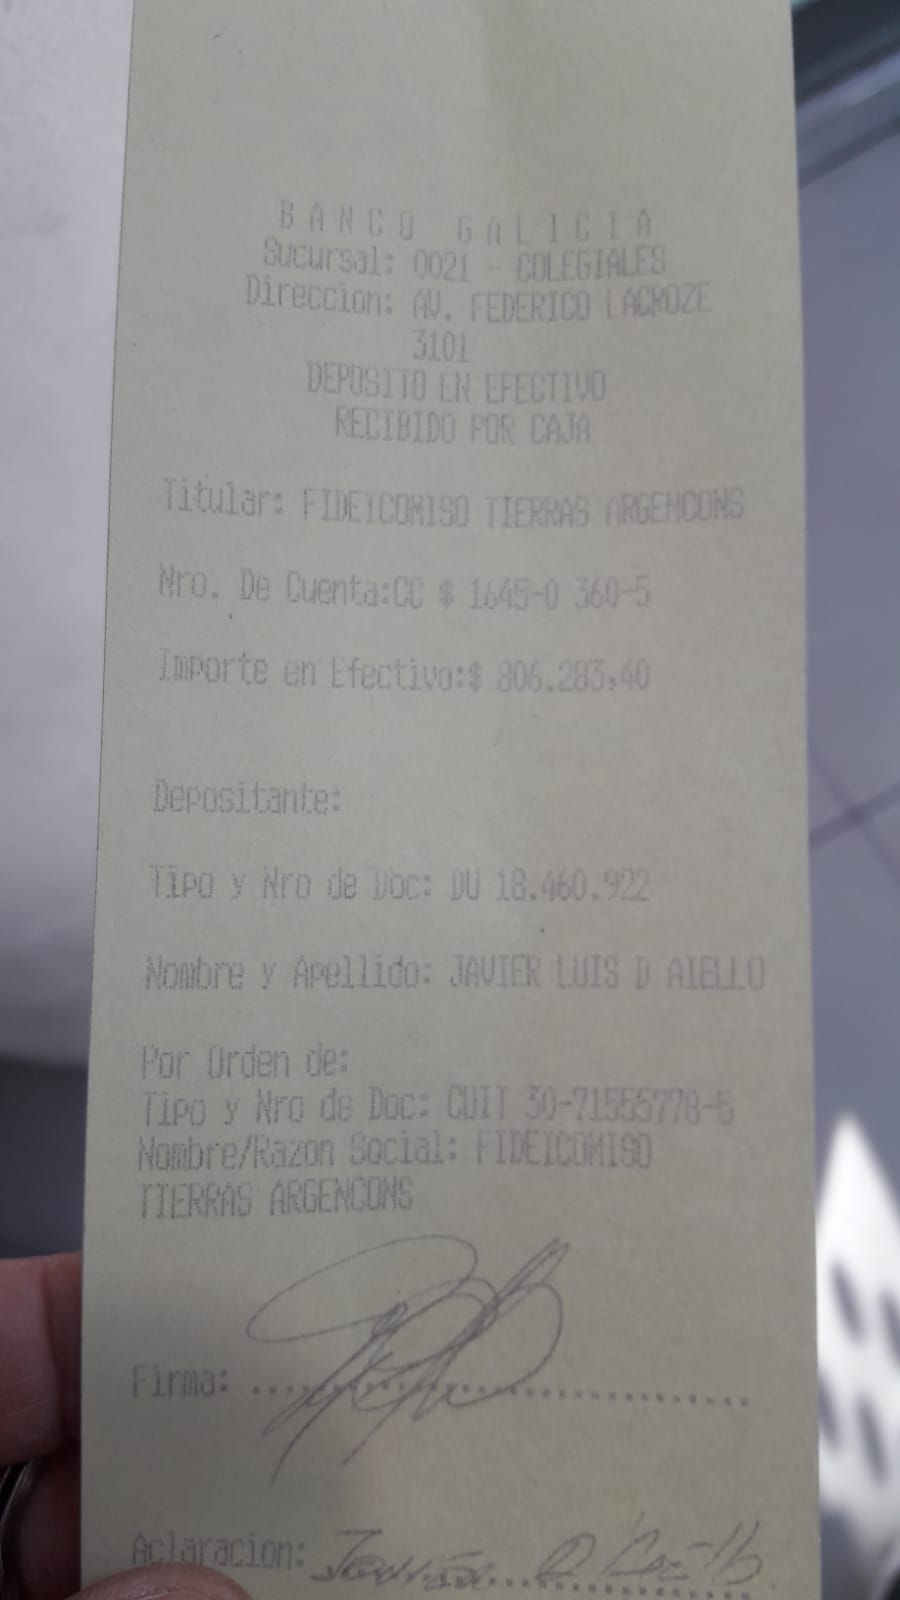 BANCO GALICIA
Sucursal: 0021 - COLEGIALES
Direccion: AV. FEDERICO LACROZE
3101
DEPOSITO EN EFECTIVO
RECIBIDO POR CAJA
Titular: FIDEICOMISO TIERRAS ARGENCONS
Nro. De Cuenta:CC $ 1645-0 360-5
Importe en Efectivo:$ 806.283,40
Depositante:
Tipo y Nro de Doc: DU 18.460.922
Nombre y Apellido: JAVIER LUIS D AIELLO
Por Orden de:
Tipo y Nro de Doc: CUIT 30-71556778-5
Nombre/Razon Social: FIDEICOMISO
TIERRAS ARGENCONS
Firma:
Aclaracion: Javier D'Aiello